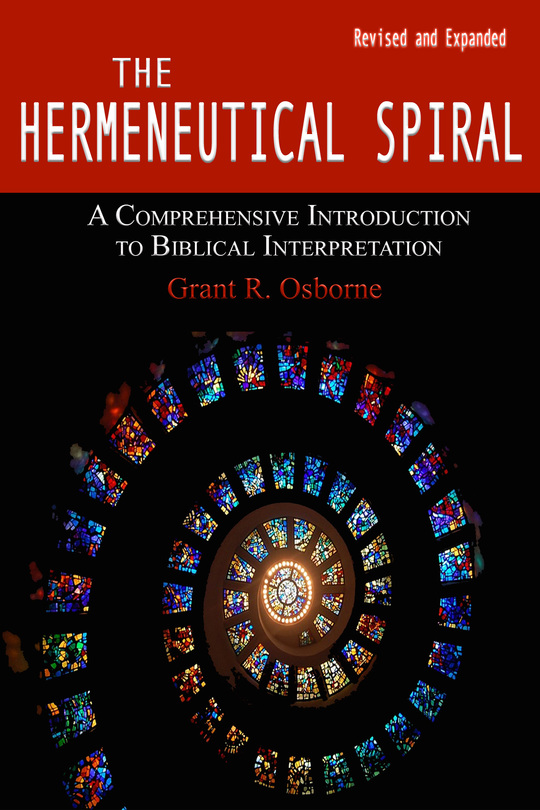 Revised and Expanded
THE
HERMENEUTICAL SPIRAL
A COMPREHENSIVE INTRODUCTION
TO BIBLICAL INTERPRETATION
Grant R. Osborne